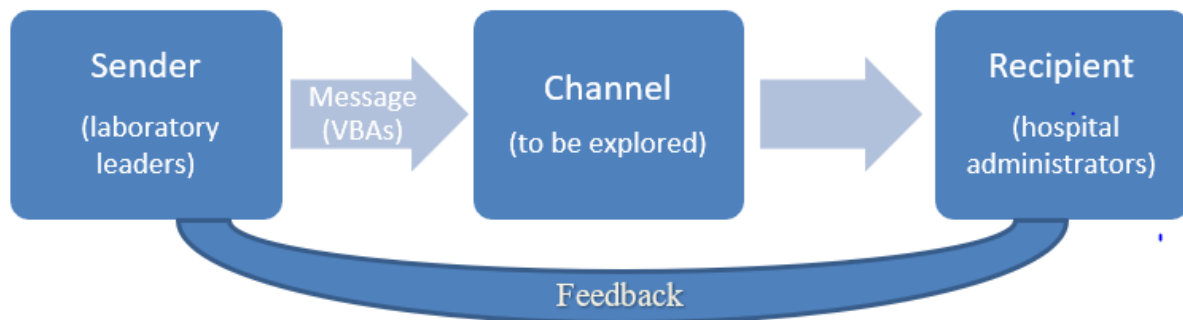 Sender
(laboratory
leaders)
Message
(VBAs)
Channel
(to be explored)
Recipient
(hospital
administrators)
Feedback